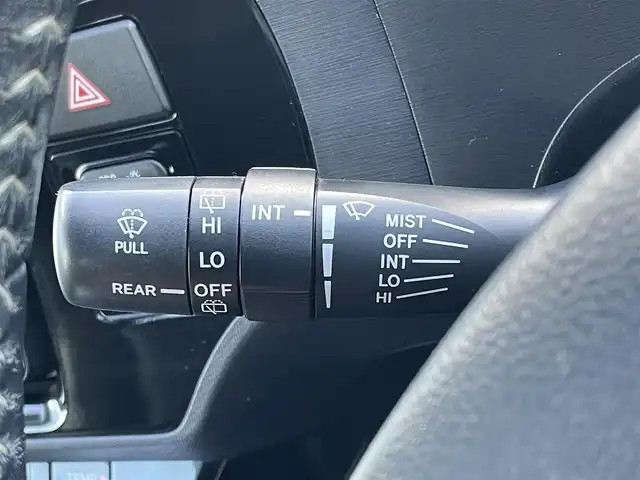 PULL
REAR
HI
LO
OFF
INT
MIST
OFF
INT
LO
HI